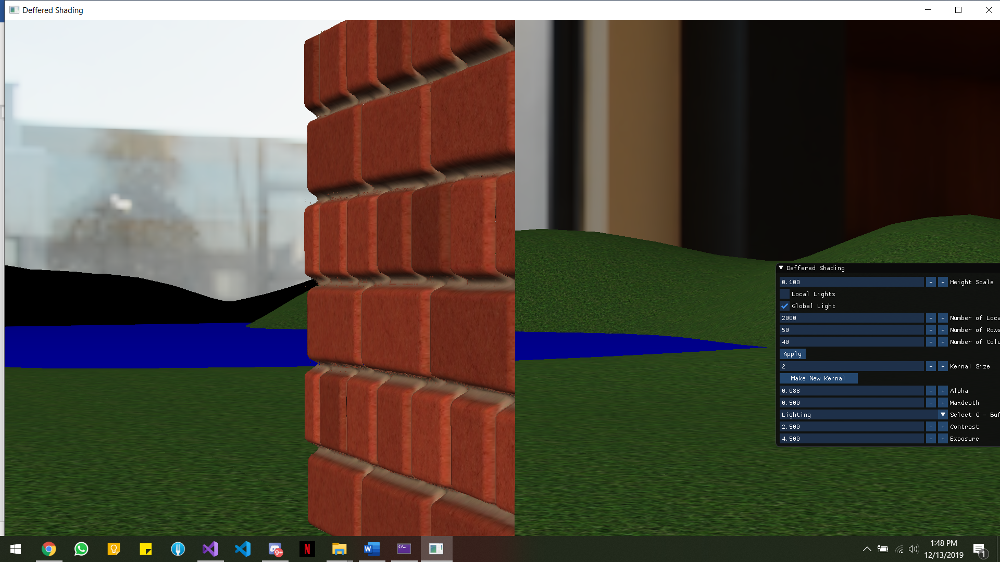 Deffered Shading
Deffered Shading
0.100 - + Height Scale
Local Lights
Global Light
2000 - + Number of Loca
50 - + Number of Rows
40 - + Number of Colu
Apply
2 - + Kernal Size
Make New Kernal
0.088 - + Alpha
0.500 - + Maxdepth
Lighting Select G - Buf
2.500 - + Contrast
4.500 - + Exposure
9+
N
W
C:\_
1:48 PM
12/13/2019
1